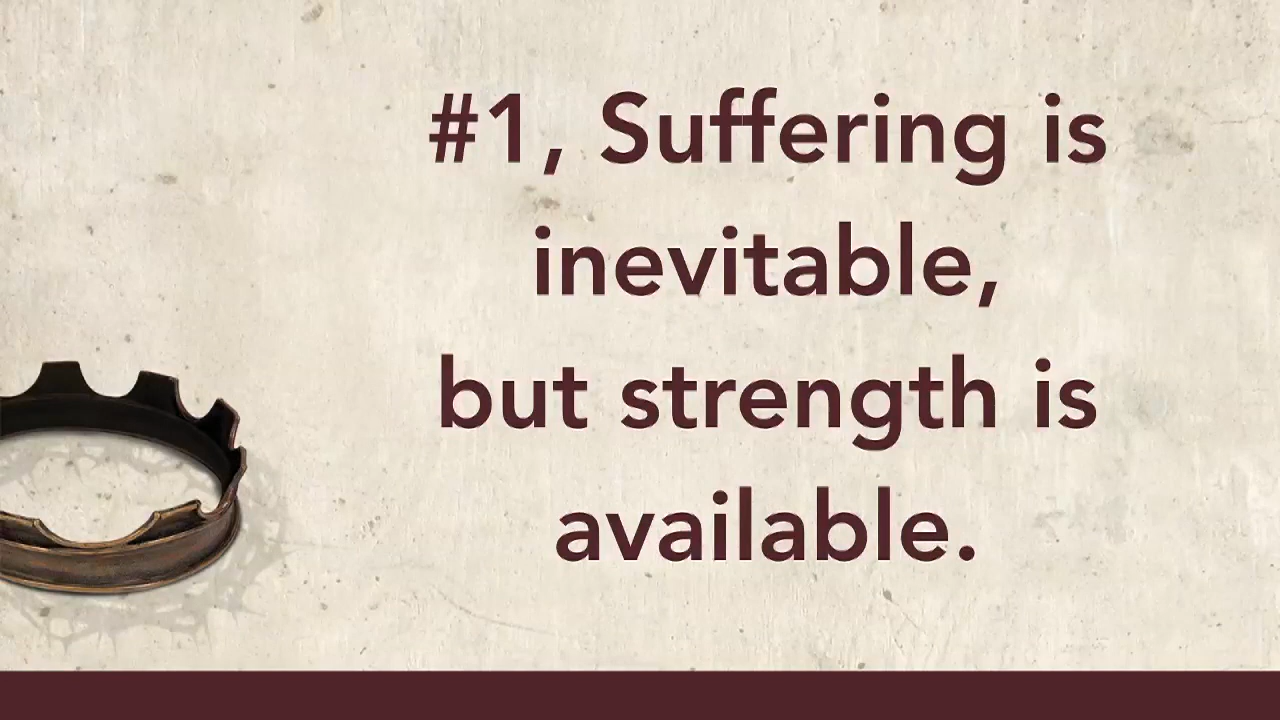 #1, Suffering is
inevitable,
but strength is
available.